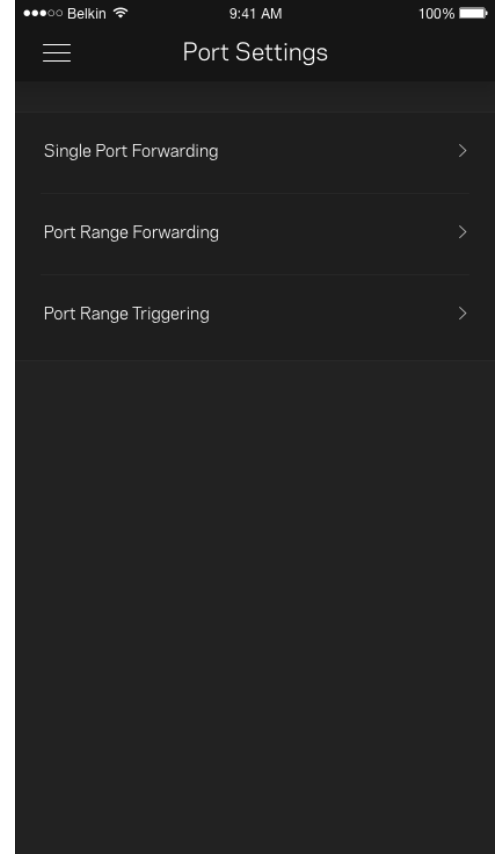 Belkin 9:41 AM 100%
Port Settings
Single Port Forwarding
Port Range Forwarding
Port Range Triggering